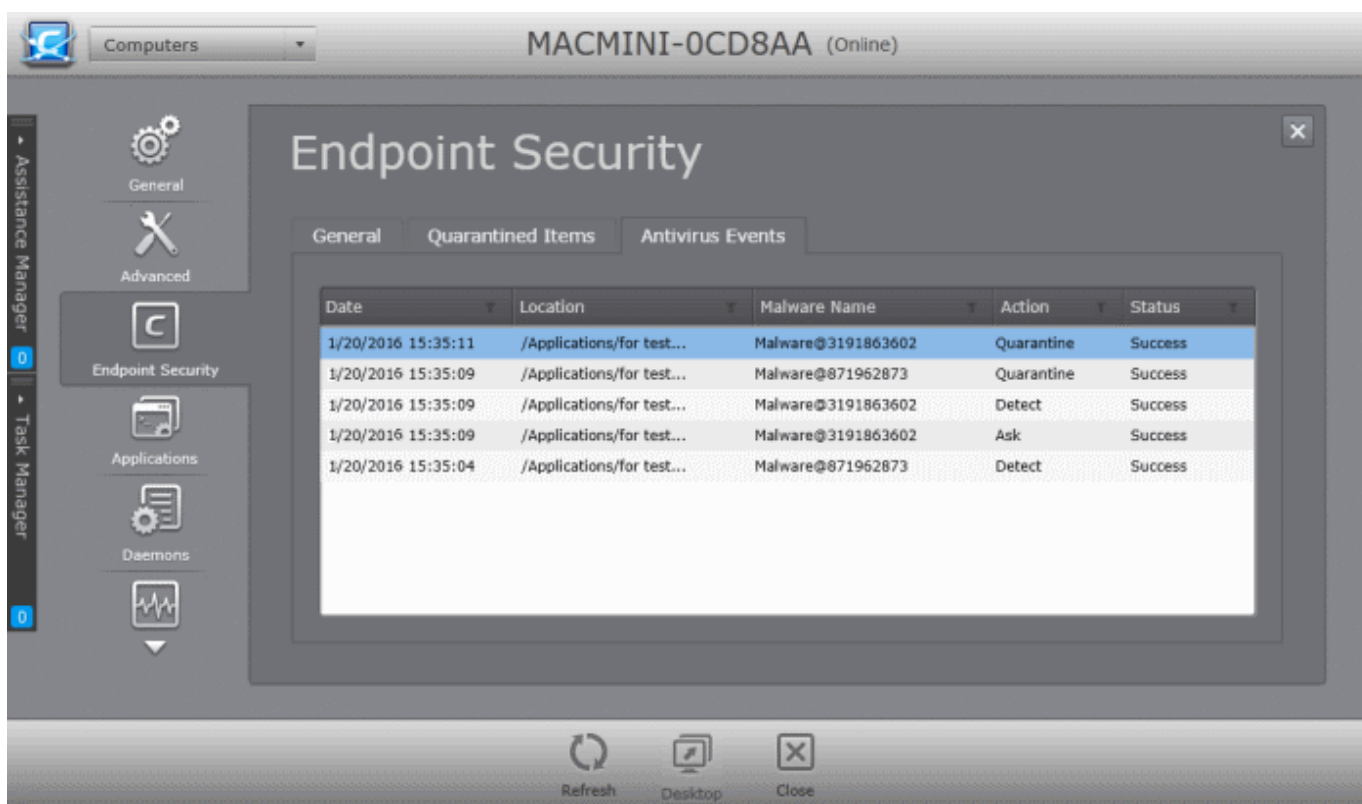 Computers
MACMINI-0CD8AA (Online)
Assistance Manager
0
Task Manager
0
General
Advanced
C
Endpoint Security
Applications
Daemons
Endpoint Security
General Quarantined Items Antivirus Events
Date Location Malware Name Action Status
1/20/2016 15:35:11 /Applications/for test... Malware@3191863602 Quarantine Success
1/20/2016 15:35:09 /Applications/for test... Malware@871962873 Quarantine Success
1/20/2016 15:35:09 /Applications/for test... Malware@3191863602 Detect Success
1/20/2016 15:35:09 /Applications/for test... Malware@3191863602 Ask Success
1/20/2016 15:35:04 /Applications/for test... Malware@871962873 Detect Success
Refresh Desktop Close